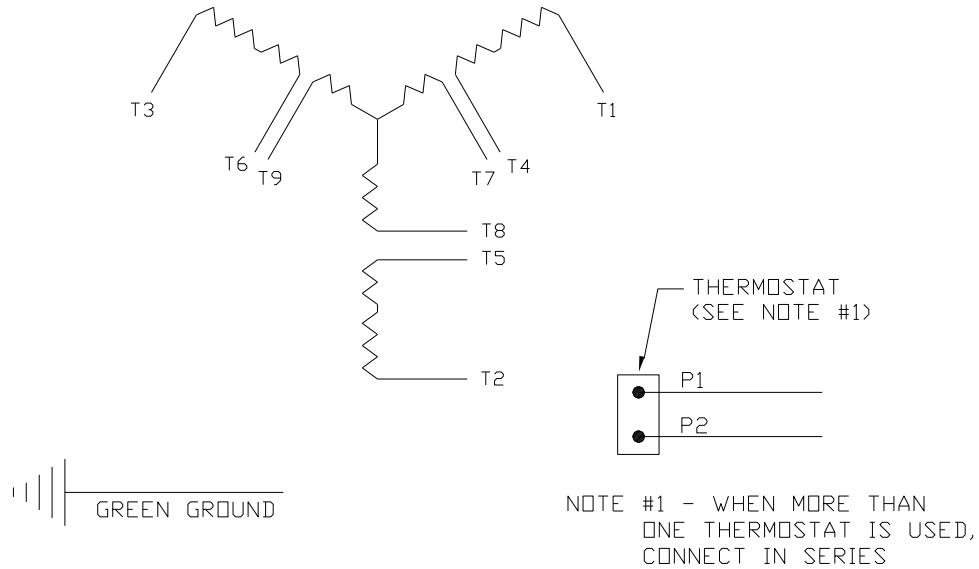 T3
T1
T6
T9
T7
T4
T8
T5
THERMOSTAT
(SEE NOTE #1)
T2
P1
P2
GREEN GROUND
NOTE #1 - WHEN MORE THAN
ONE THERMOSTAT IS USED,
CONNECT IN SERIES